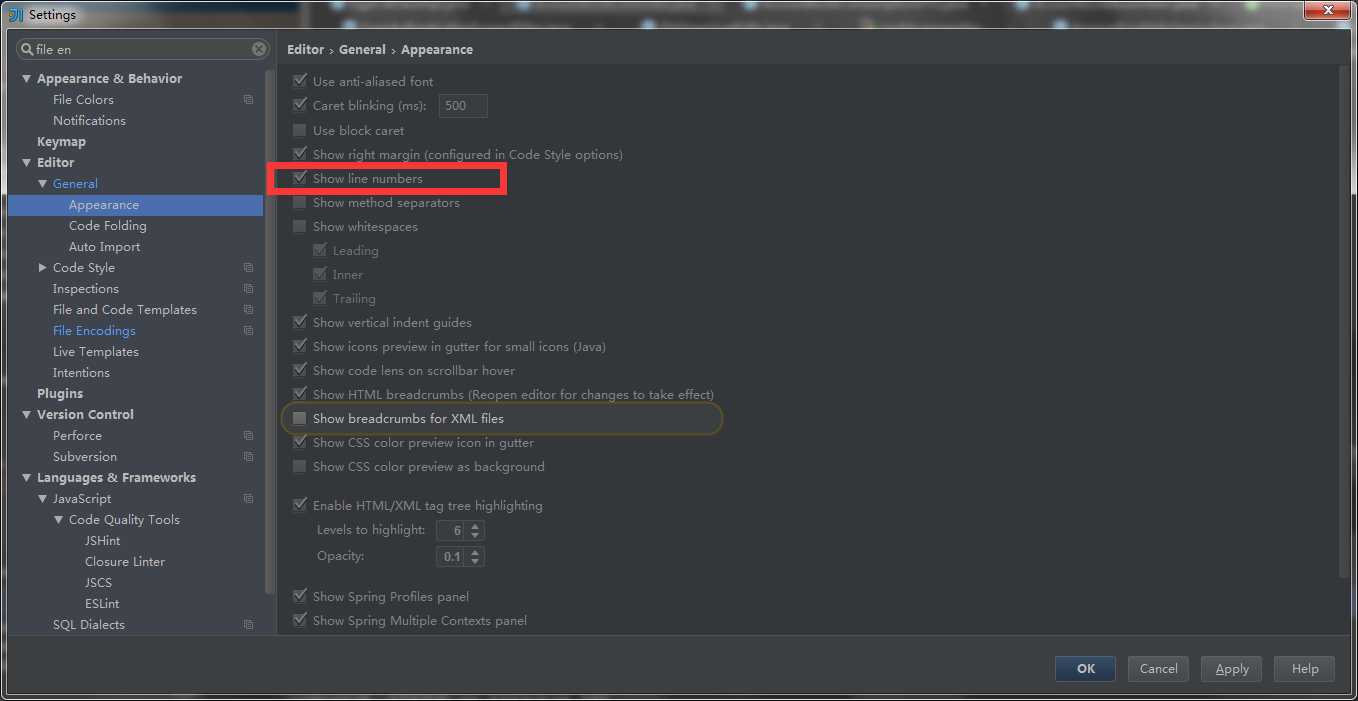 Settings
file en
Appearance & Behavior
File Colors
Notifications
Keymap
Editor
General
Appearance
Code Folding
Auto Import
Code Style
Inspections
File and Code Templates
File Encodings
Live Templates
Intentions
Plugins
Version Control
Perforce
Subversion
Languages & Frameworks
JavaScript
Code Quality Tools
JSHint
Closure Linter
JSCS
ESLint
SQL Dialects
Editor › General › Appearance
Use anti-aliased font
Caret blinking (ms): 500
Use block caret
Show right margin (configured in Code Style options)
Show line numbers
Show method separators
Show whitespaces
Leading
Inner
Trailing
Show vertical indent guides
Show icons preview in gutter for small icons (Java)
Show code lens on scrollbar hover
Show HTML breadcrumbs (Reopen editor for changes to take effect)
Show breadcrumbs for XML files
Show CSS color preview icon in gutter
Show CSS color preview as background
Enable HTML/XML tag tree highlighting
Levels to highlight: 6
Opacity: 0.1
Show Spring Profiles panel
Show Spring Multiple Contexts panel
OK Cancel Apply Help